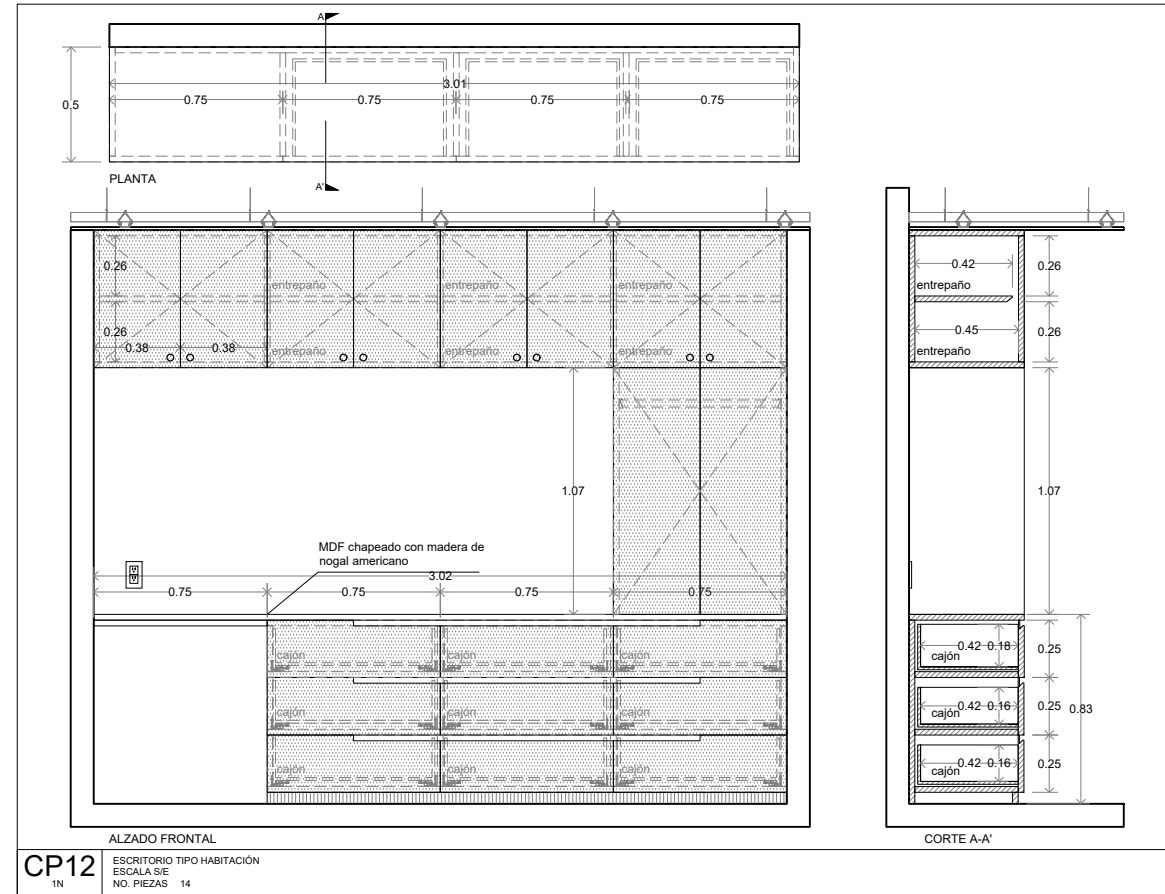 A
3.01
0.75
0.75
0.75
0.75
0.5
PLANTA
A'
0.26
entrepaño
entrepaño
entrepaño
0.26
0.38
0.38
entrepaño
entrepaño
entrepaño
1.07
MDF chapeado con madera de
nogal americano
3.02
0.75
0.75
0.75
0.75
cajón
cajón
cajón
cajón
cajón
cajón
cajón
cajón
cajón
ALZADO FRONTAL
0.42
0.26
entrepaño
0.45
0.26
entrepaño
1.07
0.42
0.18
0.25
cajón
0.42
0.16
0.25
0.83
cajón
0.42
0.16
0.25
cajón
CORTE A-A'
CP12
1N
ESCRITORIO TIPO HABITACIÓN
ESCALA S/E
NO. PIEZAS 14